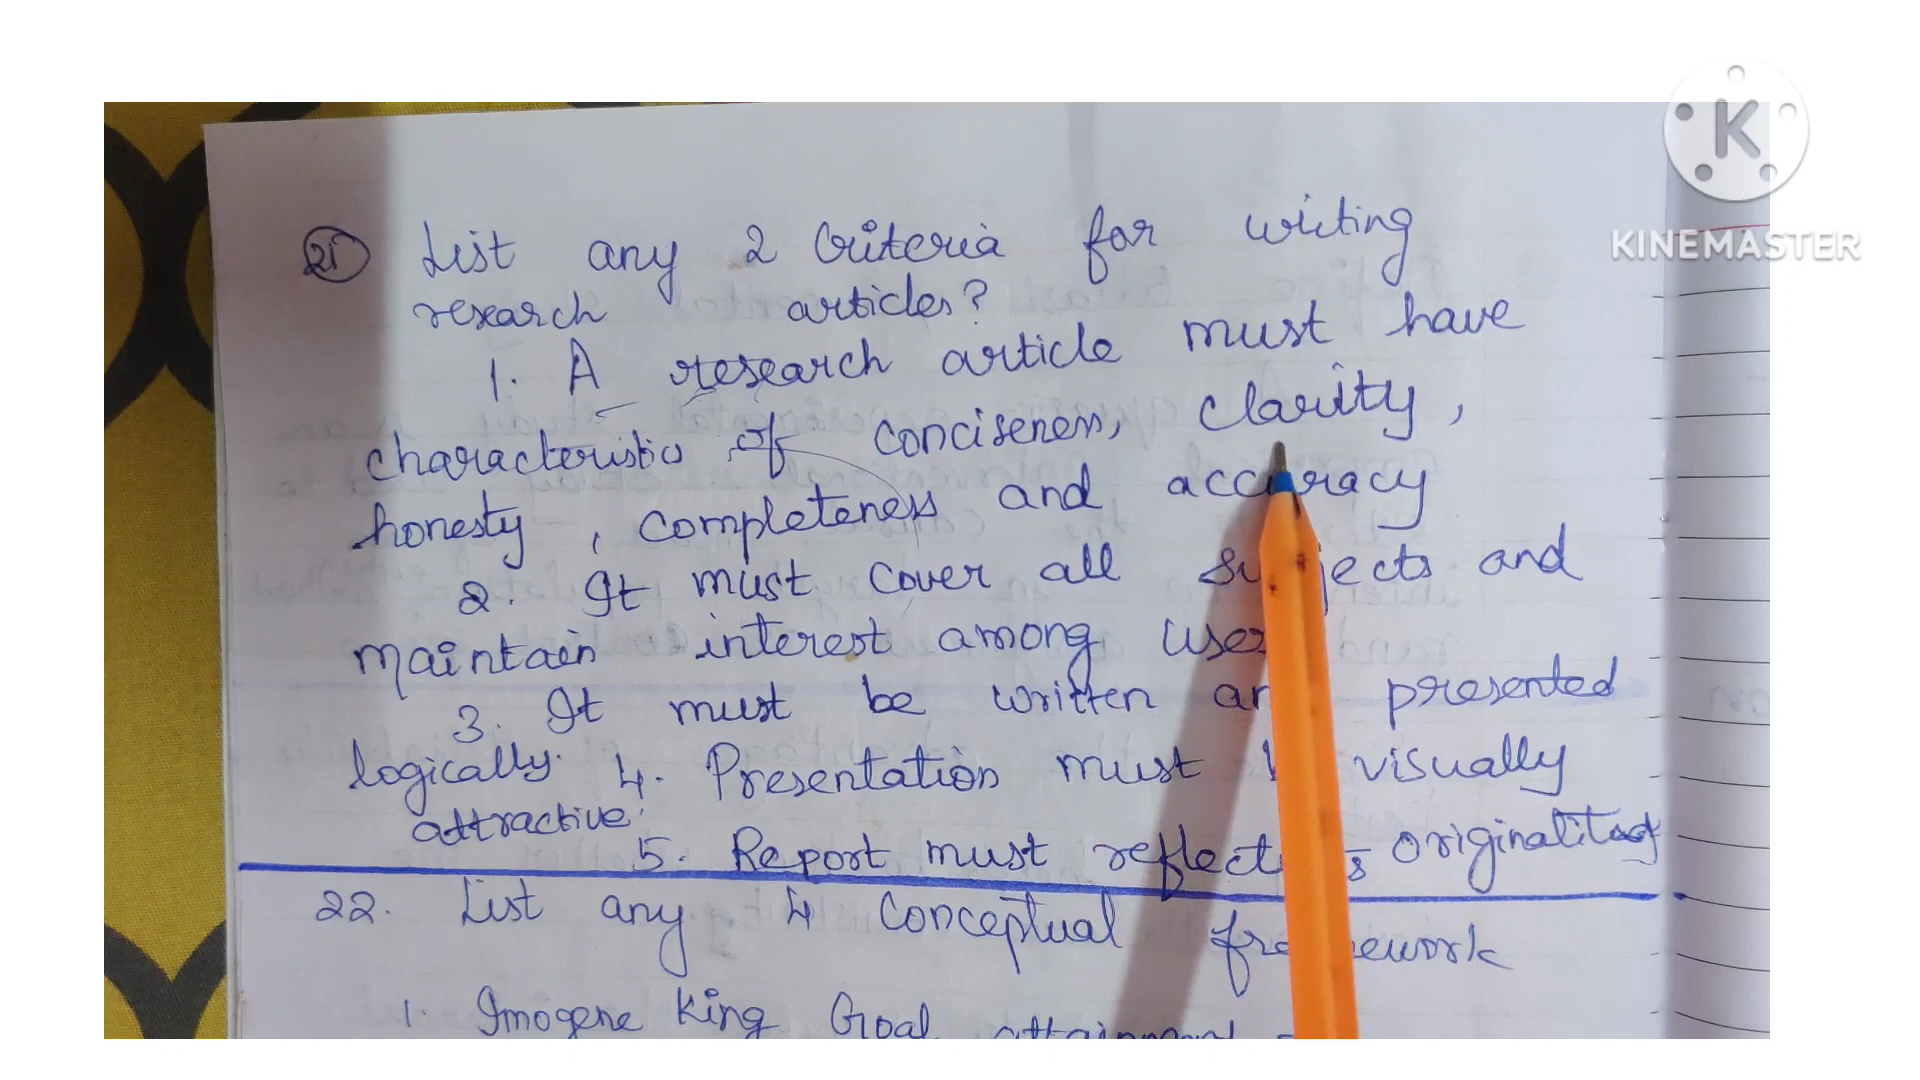 K
KINEMASTER
21 List any 2 Criteria for writing
research articles?
1. A research article must have
characteristic of conciseness, clarity,
honesty, completeness and accuracy
2. It must cover all subjects and
maintain interest among
3. It must be written presented
logically. 4. Presentation must visually
attractive.
5. Report must reflect originality
22. List any 4 Conceptual framework
1. Imogene King Goal attainment